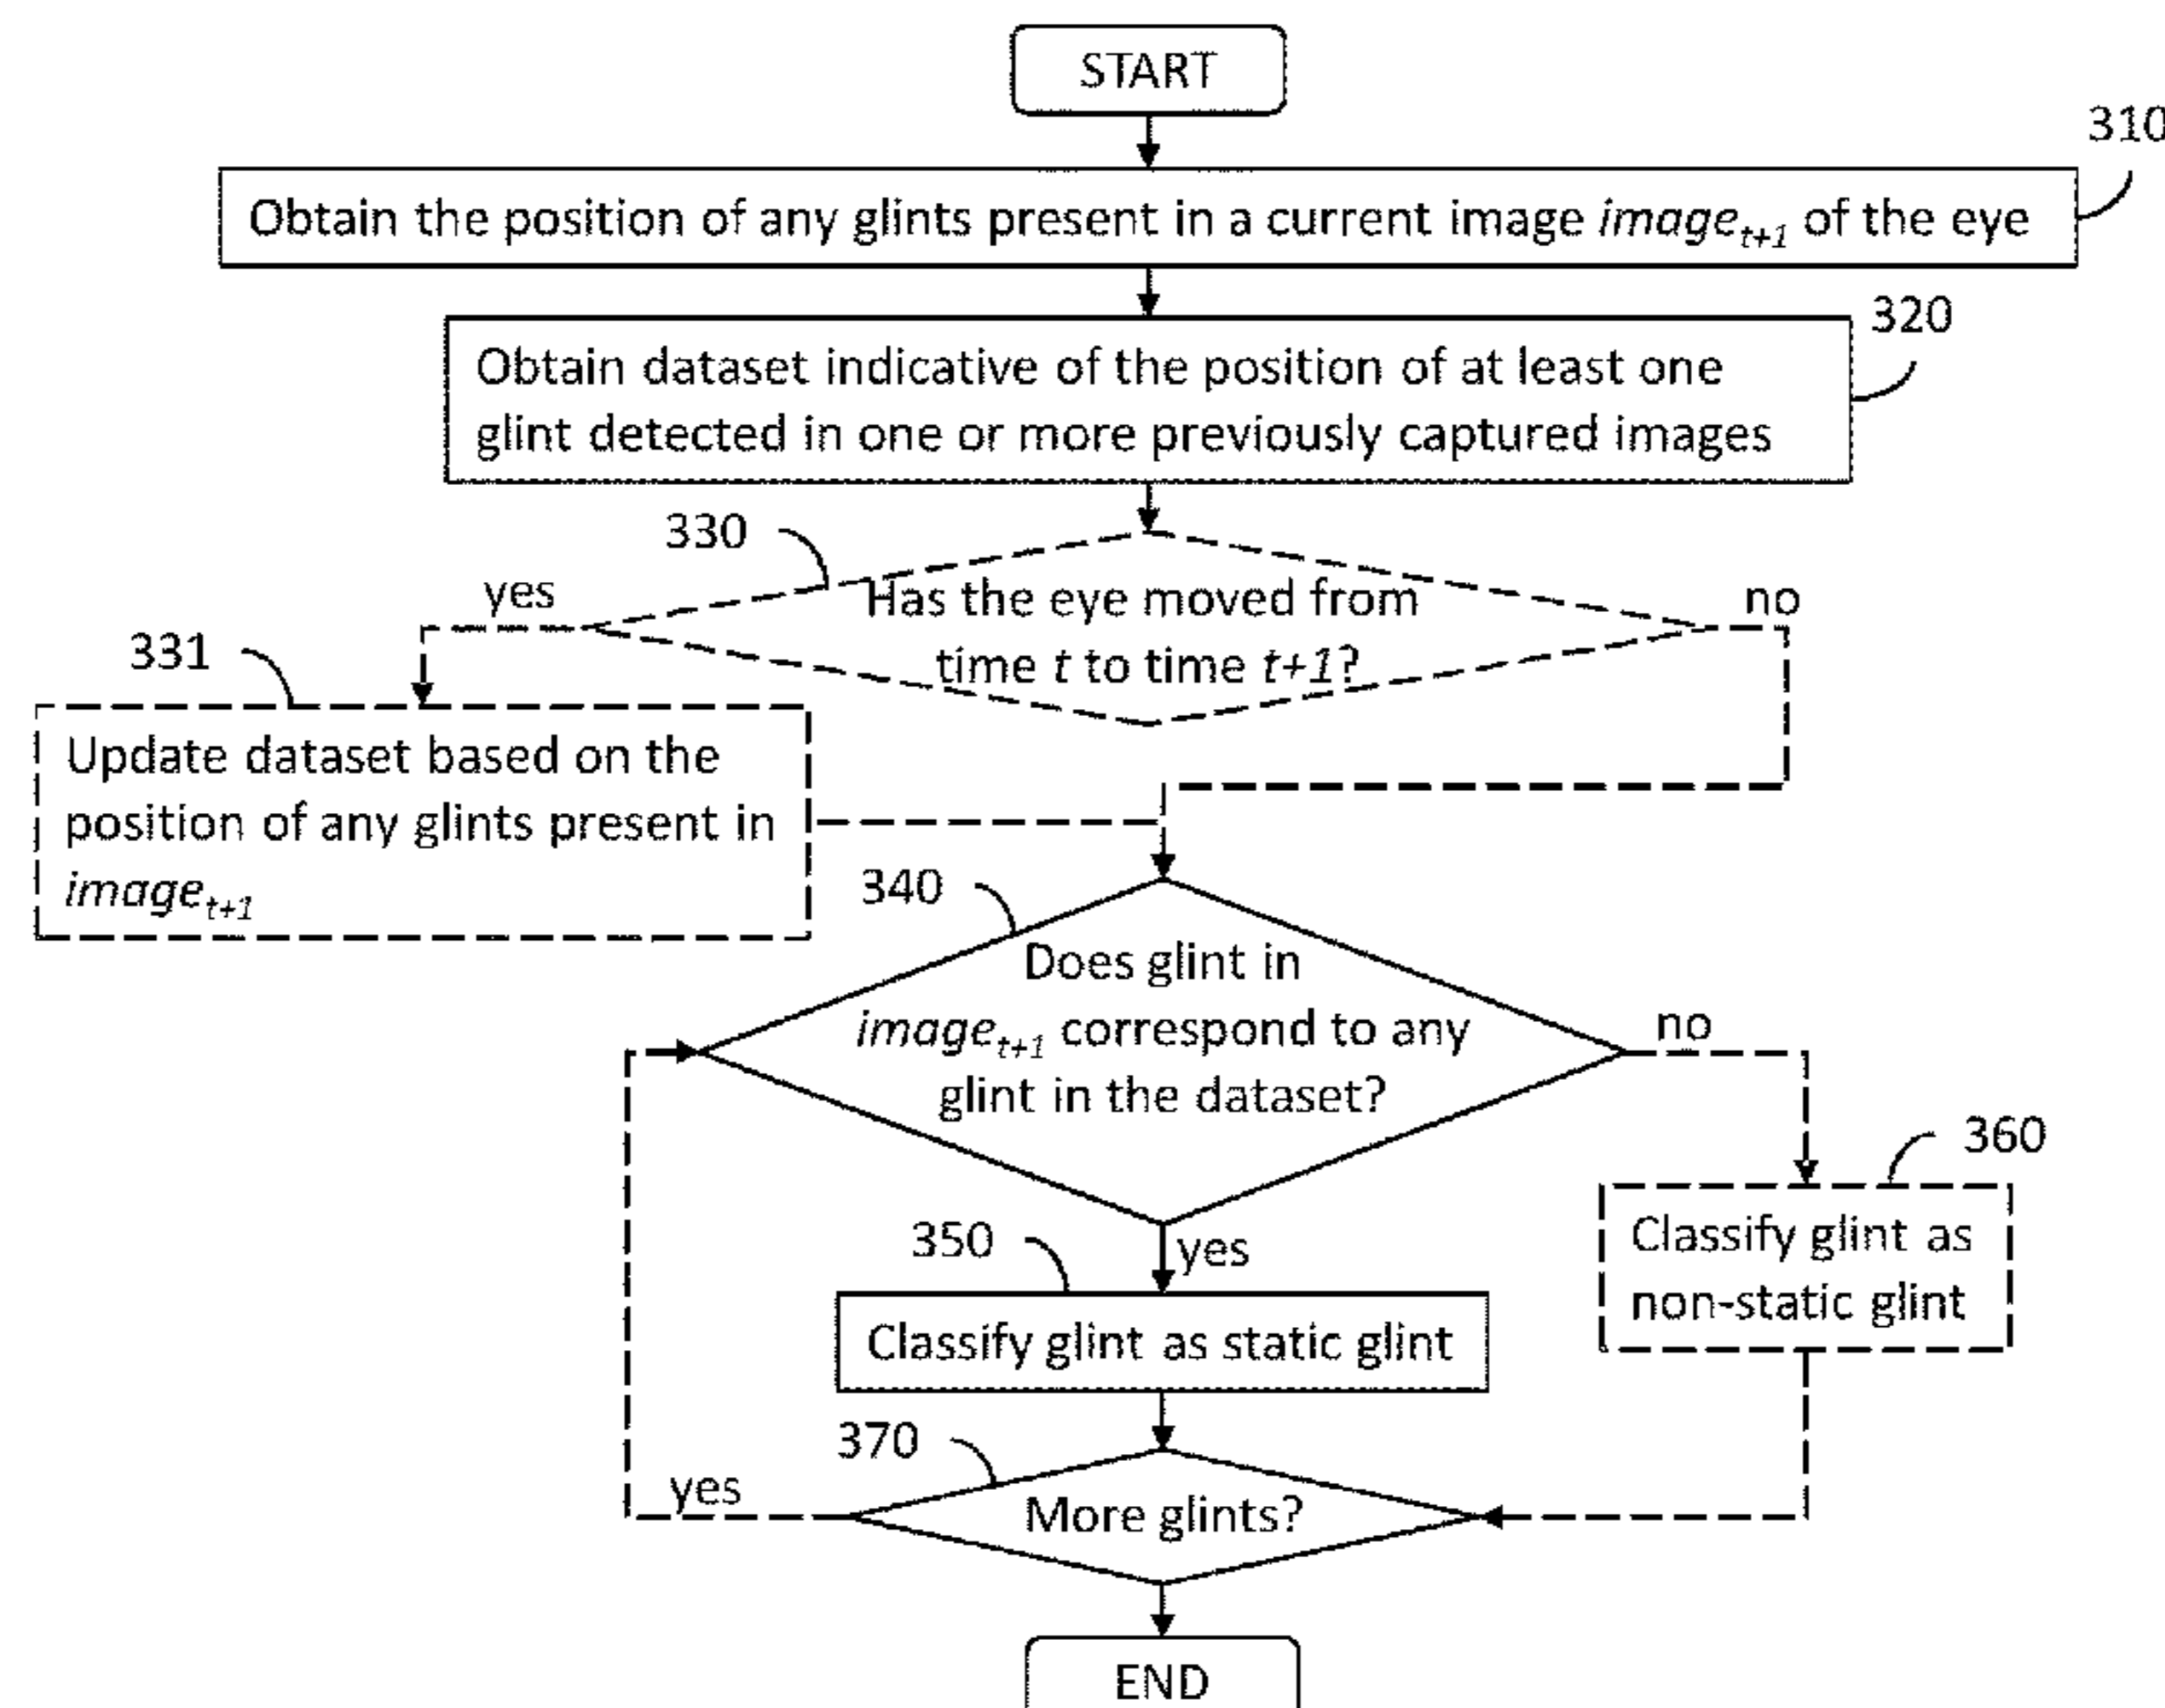 START
310
Obtain the position of any glints present in a current image image_{t+1} of the eye
320
Obtain dataset indicative of the position of at least one
glint detected in one or more previously captured images
330
yes
Has the eye moved from
time t to time t+1?
no
331
Update dataset based on the
position of any glints present in
image_{t+1}
340
Does glint in
image_{t+1} correspond to any
glint in the dataset?
no
360
Classify glint as
non-static glint
350
yes
Classify glint as static glint
370
yes
More glints?
END